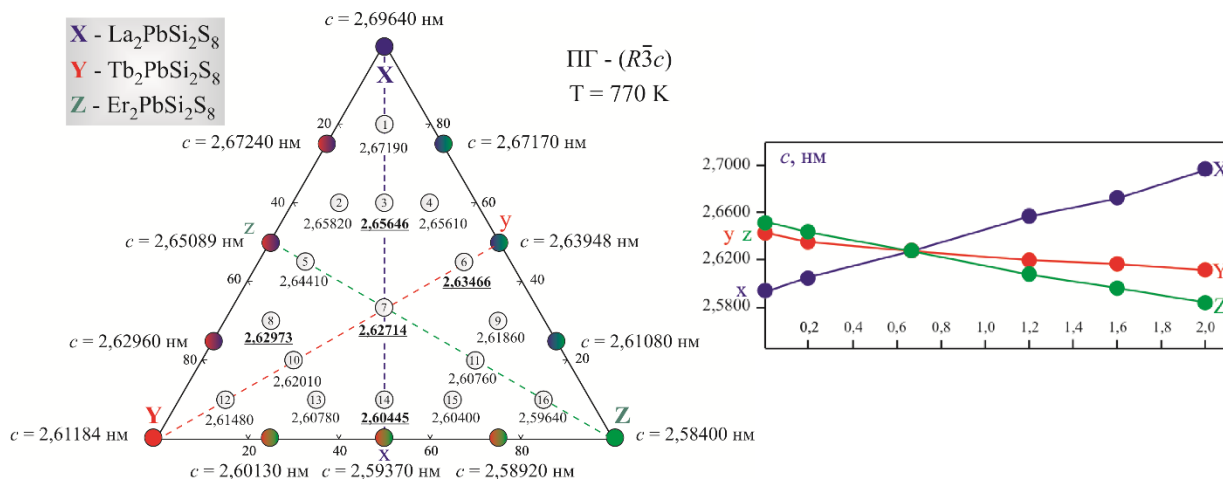 c = 2,69640 нм
X - La₂PbSi₂S₈
Y - Tb₂PbSi₂S₈
Z - Er₂PbSi₂S₈
X
ПГ - (R3̅c)
T = 770 K
20
1
80
c = 2,67240 нм
2,67190
c = 2,67170 нм
40
2
3
4
60
z
2,65820
2,65646
2,65610
y
c = 2,65089 нм
c = 2,63948 нм
5
6
60
2,64410
2,63466
40
7
8
2,62714
9
2,62973
2,61860
c = 2,62960 нм
c = 2,61080 нм
80
10
11
20
2,62010
2,60760
12
13
14
15
16
Y
2,61480
2,60780
2,60445
2,60400
2,59640
Z
c = 2,61184 нм
c = 2,58400 нм
20
40
x
60
80
c = 2,60130 нм
c = 2,59370 нм
c = 2,58920 нм
c, нм
2,7000
X
2,6600
y z
2,6200
Y
x
2,5800
Z
0,2
0,4
0,6
0,8
1,0
1,2
1,4
1,6
1,8
2,0